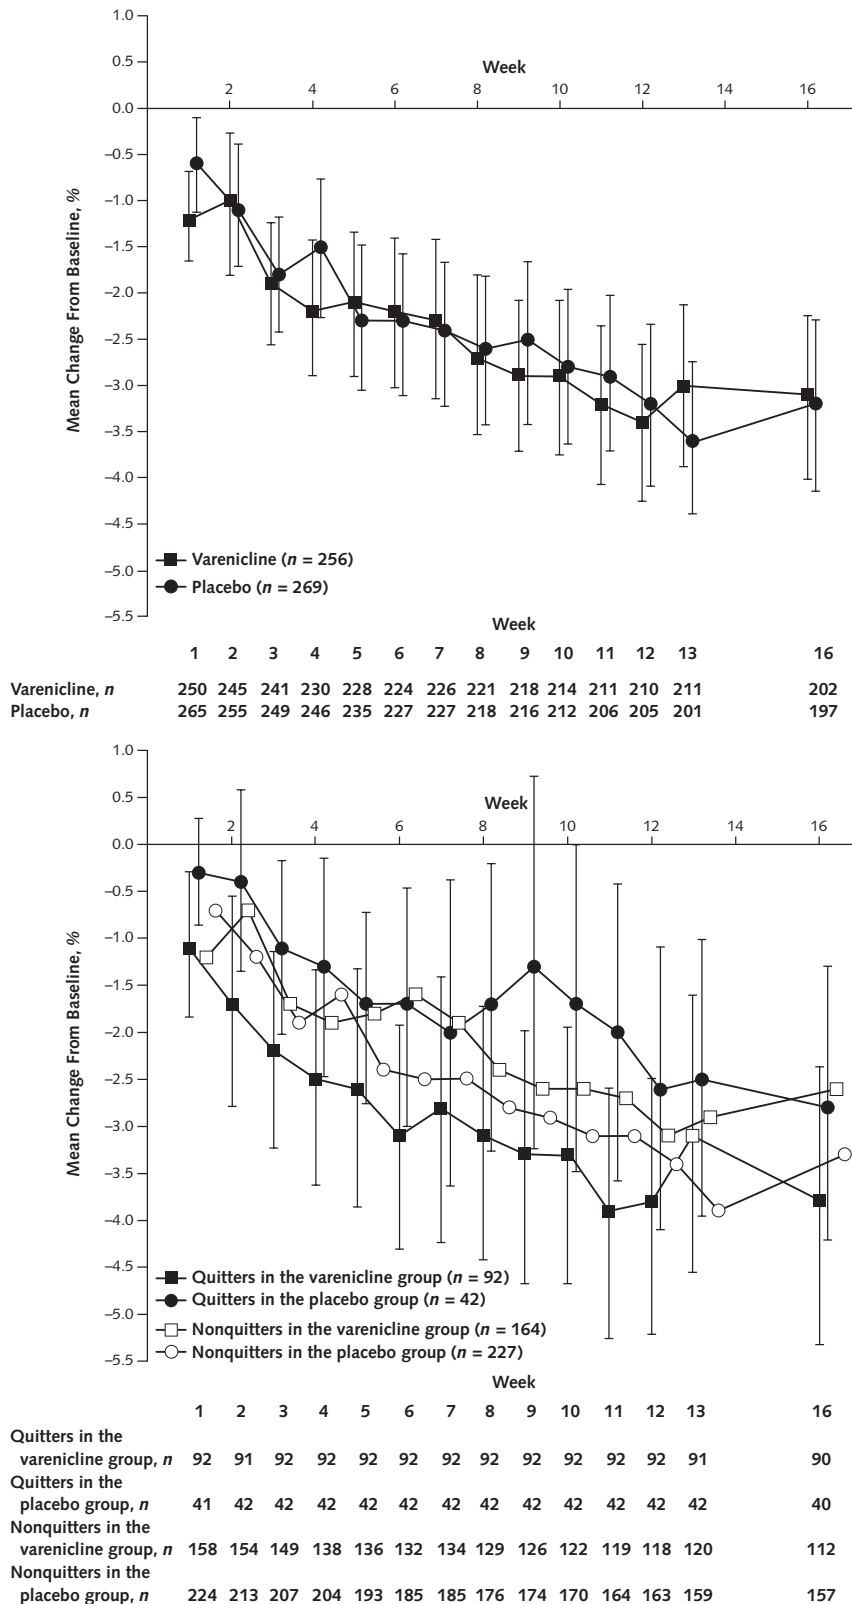 1.0
0.5
Week
2 4 6 8 10 12 14 16
0.0
–0.5
–1.0
–1.5
–2.0
–2.5
–3.0
–3.5
–4.0
–4.5
–5.0
–5.5
Mean Change From Baseline, %
Varenicline (n = 256)
Placebo (n = 269)
Week
1 2 3 4 5 6 7 8 9 10 11 12 13 16
Varenicline, n 250 245 241 230 228 224 226 221 218 214 211 210 211 202
Placebo, n 265 255 249 246 235 227 227 218 216 212 206 205 201 197
1.0
0.5
Week
2 4 6 8 10 12 14 16
0.0
–0.5
–1.0
–1.5
–2.0
–2.5
–3.0
–3.5
–4.0
–4.5
–5.0
–5.5
Mean Change From Baseline, %
Quitters in the varenicline group (n = 92)
Quitters in the placebo group (n = 42)
Nonquitters in the varenicline group (n = 164)
Nonquitters in the placebo group (n = 227)
Week
1 2 3 4 5 6 7 8 9 10 11 12 13 16
Quitters in the
varenicline group, n 92 91 92 92 92 92 92 92 92 92 92 92 91 90
Quitters in the
placebo group, n 41 42 42 42 42 42 42 42 42 42 42 42 42 40
Nonquitters in the
varenicline group, n 158 154 149 138 136 132 134 129 126 122 119 118 120 112
Nonquitters in the
placebo group, n 224 213 207 204 193 185 185 176 174 170 164 163 159 157